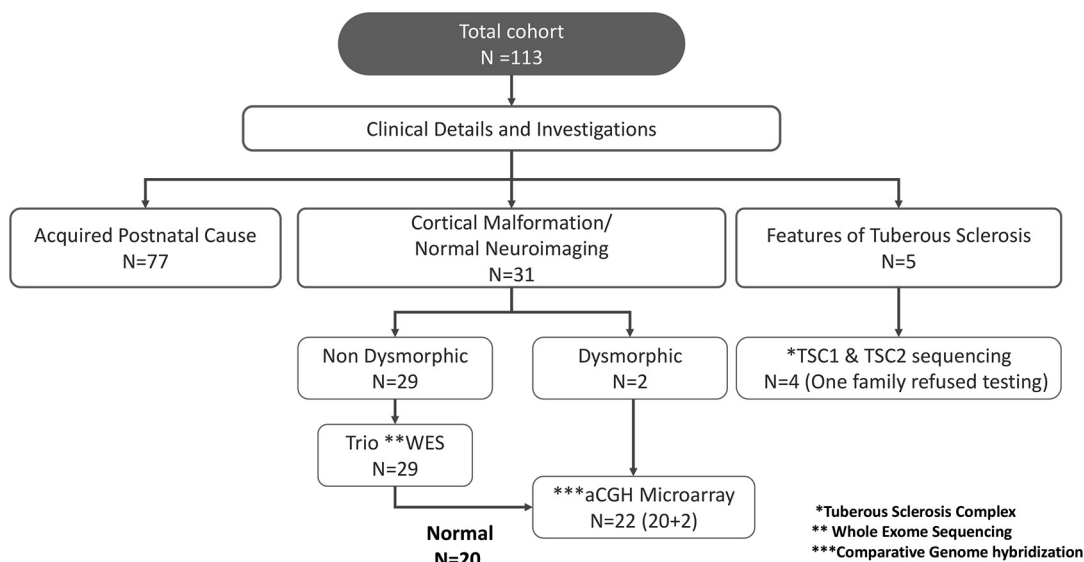 Total cohort
N =113
Clinical Details and Investigations
Acquired Postnatal Cause
N=77
Cortical Malformation/
Normal Neuroimaging
N=31
Features of Tuberous Sclerosis
N=5
Non Dysmorphic
N=29
Dysmorphic
N=2
*TSC1 & TSC2 sequencing
N=4 (One family refused testing)
Trio **WES
N=29
***aCGH Microarray
N=22 (20+2)
Normal
N=20
*Tuberous Sclerosis Complex
** Whole Exome Sequencing
***Comparative Genome hybridization